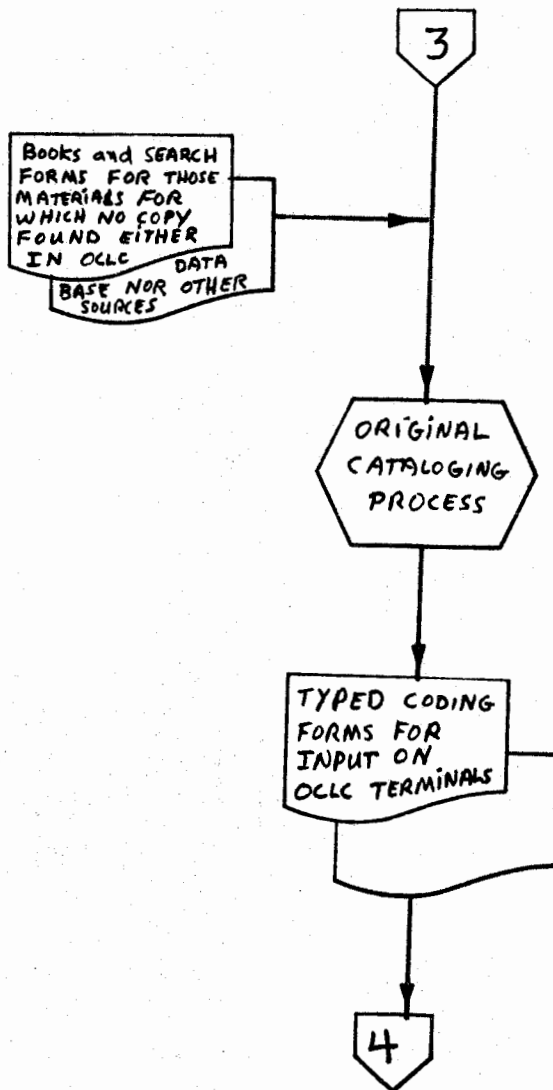 3
Books and SEARCH
FORMS FOR THOSE
MATERIALS FOR
WHICH NO COPY
FOUND EITHER
IN OCLC DATA
BASE NOR OTHER
SOURCES
ORIGINAL
CATALOGING
PROCESS
TYPED CODING
FORMS FOR
INPUT ON
OCLC TERMINALS
4